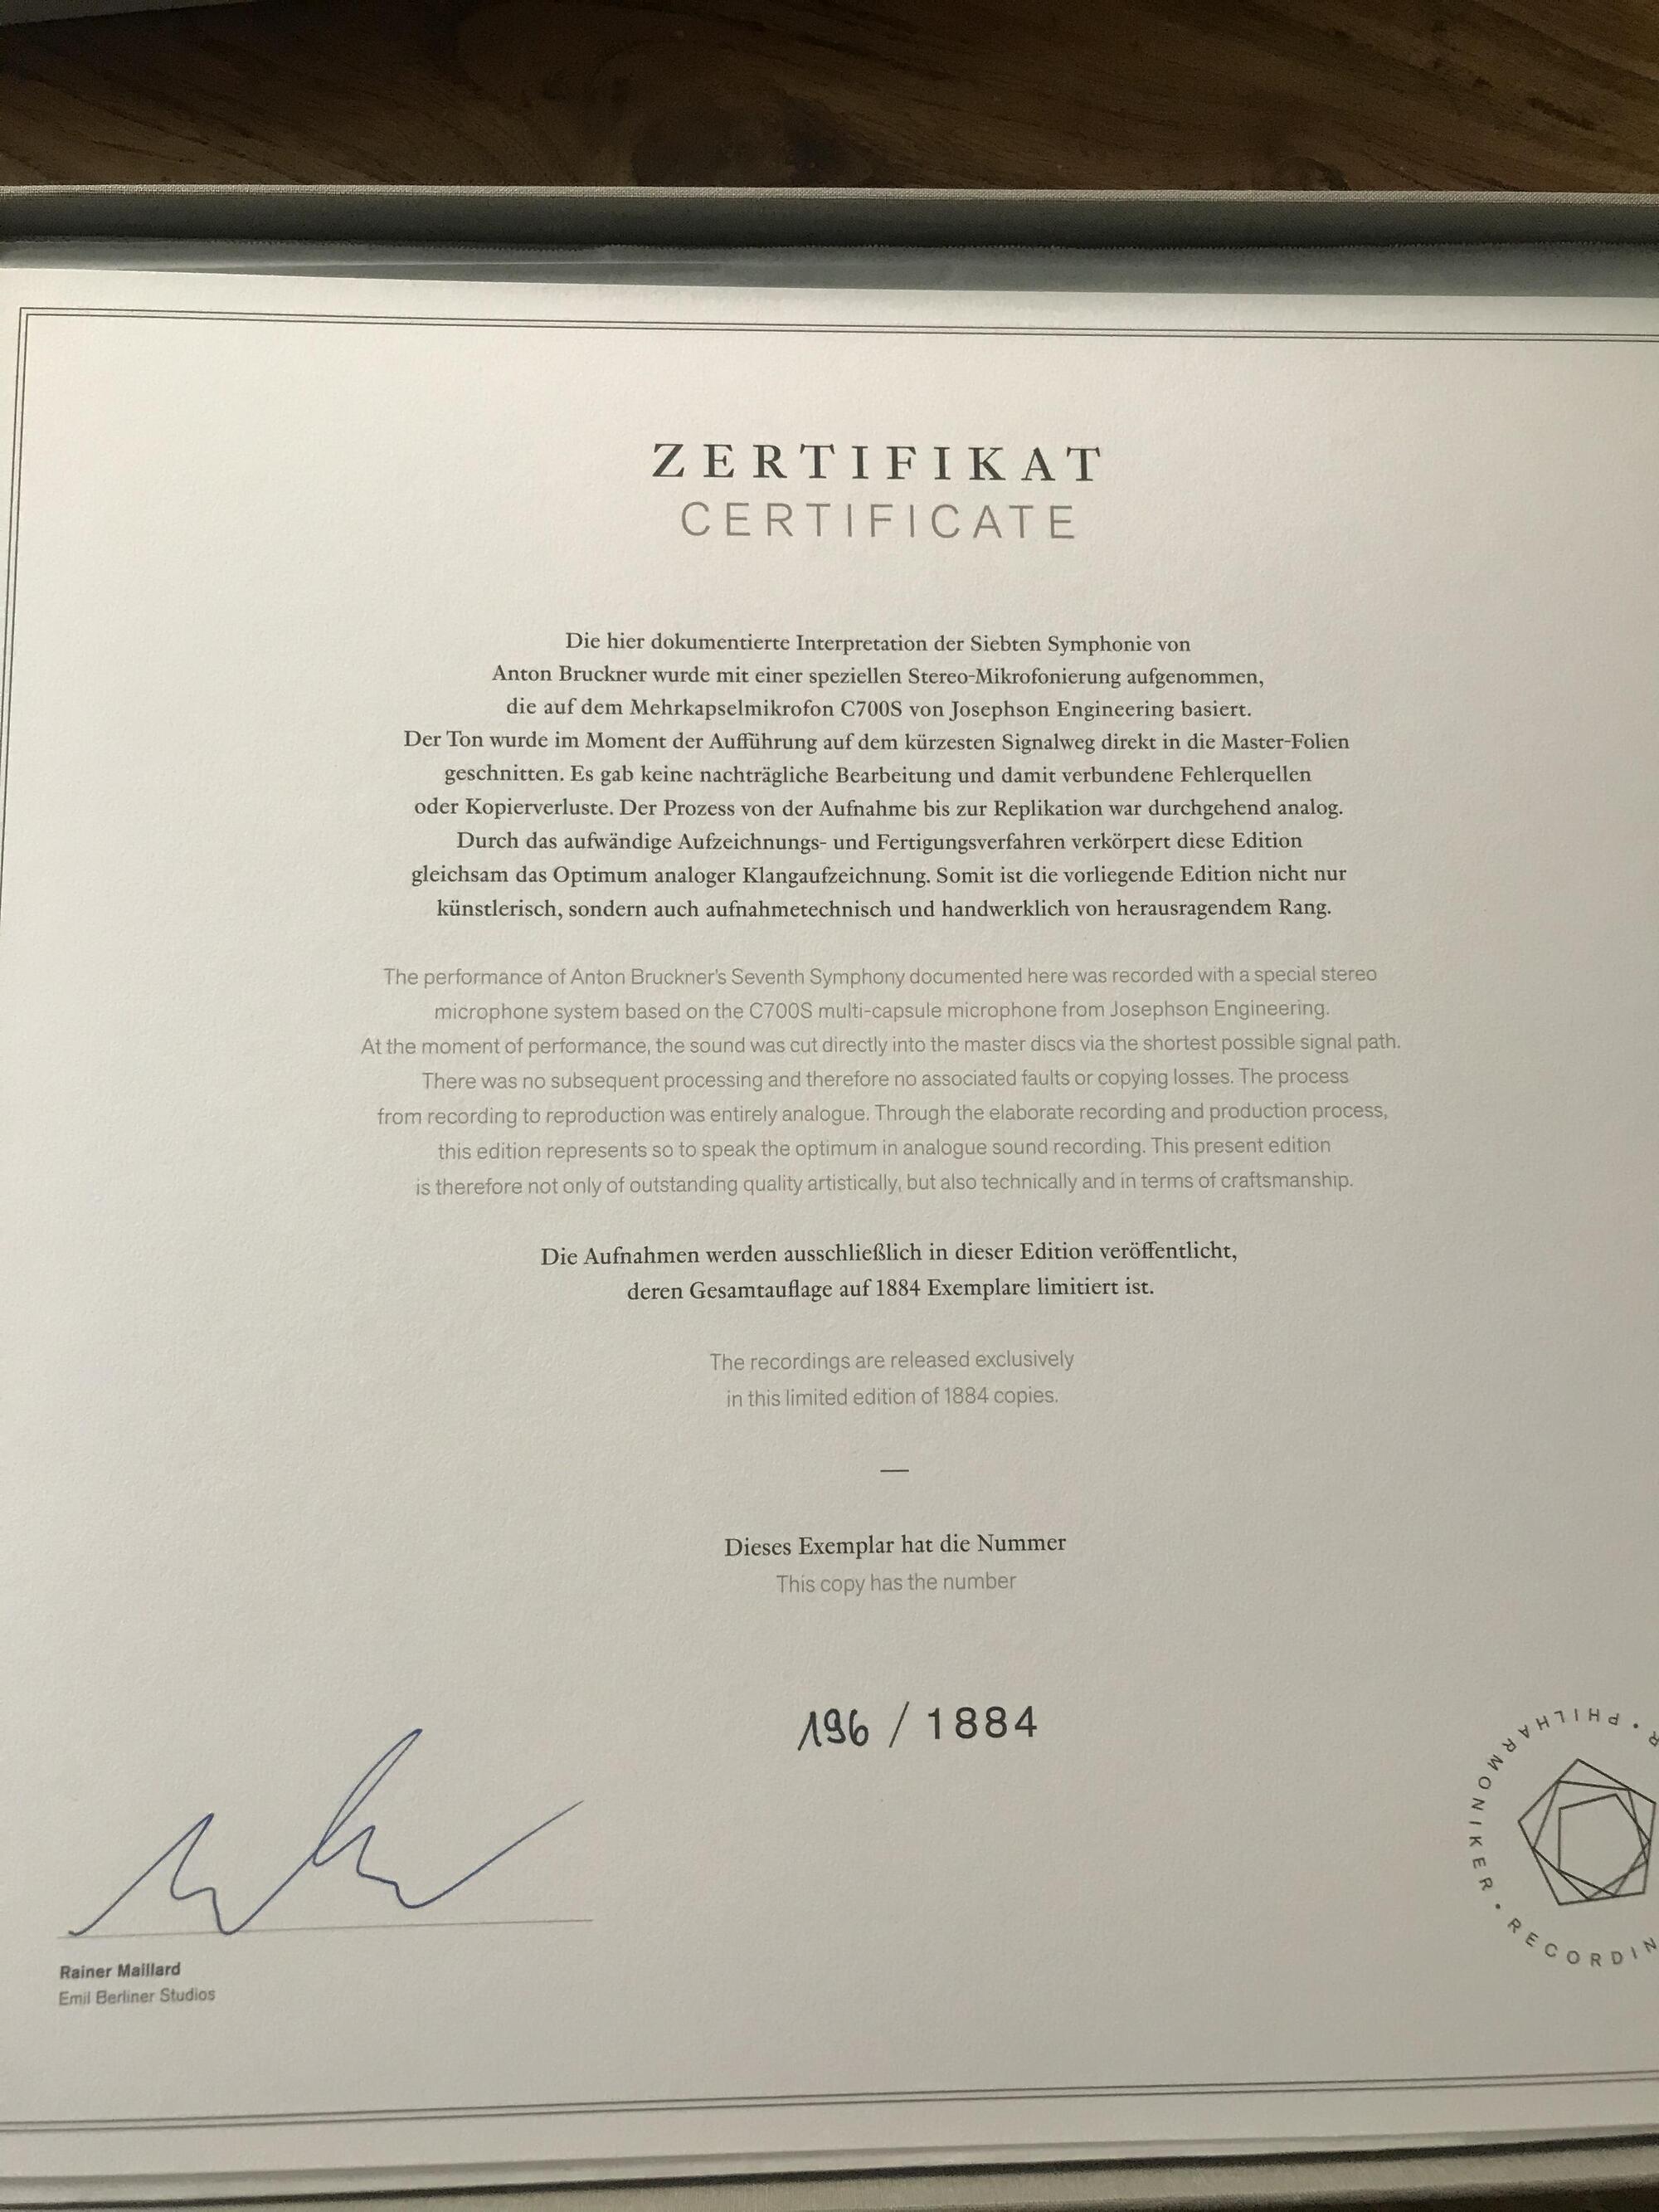 ZERTIFIKAT
CERTIFICATE
Die hier dokumentierte Interpretation der Siebten Symphonie von
Anton Bruckner wurde mit einer speziellen Stereo-Mikrofonierung aufgenommen,
die auf dem Mehrkapselmikrofon C700S von Josephson Engineering basiert.
Der Ton wurde im Moment der Aufführung auf dem kürzesten Signalweg direkt in die Master-Folien
geschnitten. Es gab keine nachträgliche Bearbeitung und damit verbundene Fehlerquellen
oder Kopierverluste. Der Prozess von der Aufnahme bis zur Replikation war durchgehend analog.
Durch das aufwändige Aufzeichnungs- und Fertigungsverfahren verkörpert diese Edition
gleichsam das Optimum analoger Klangaufzeichnung. Somit ist die vorliegende Edition nicht nur
künstlerisch, sondern auch aufnahmetechnisch und handwerklich von herausragendem Rang.
The performance of Anton Bruckner's Seventh Symphony documented here was recorded with a special stereo
microphone system based on the C700S multi-capsule microphone from Josephson Engineering.
At the moment of performance, the sound was cut directly into the master discs via the shortest possible signal path.
There was no subsequent processing and therefore no associated faults or copying losses. The process
from recording to reproduction was entirely analogue. Through the elaborate recording and production process,
this edition represents so to speak the optimum in analogue sound recording. This present edition
is therefore not only of outstanding quality artistically, but also technically and in terms of craftsmanship.
Die Aufnahmen werden ausschließlich in dieser Edition veröffentlicht,
deren Gesamtauflage auf 1884 Exemplare limitiert ist.
The recordings are released exclusively
in this limited edition of 1884 copies.
—
Dieses Exemplar hat die Nummer
This copy has the number
196 / 1884
Rainer Maillard
Emil Berliner Studios
R • PHILHARMONIKER • RECORDIN